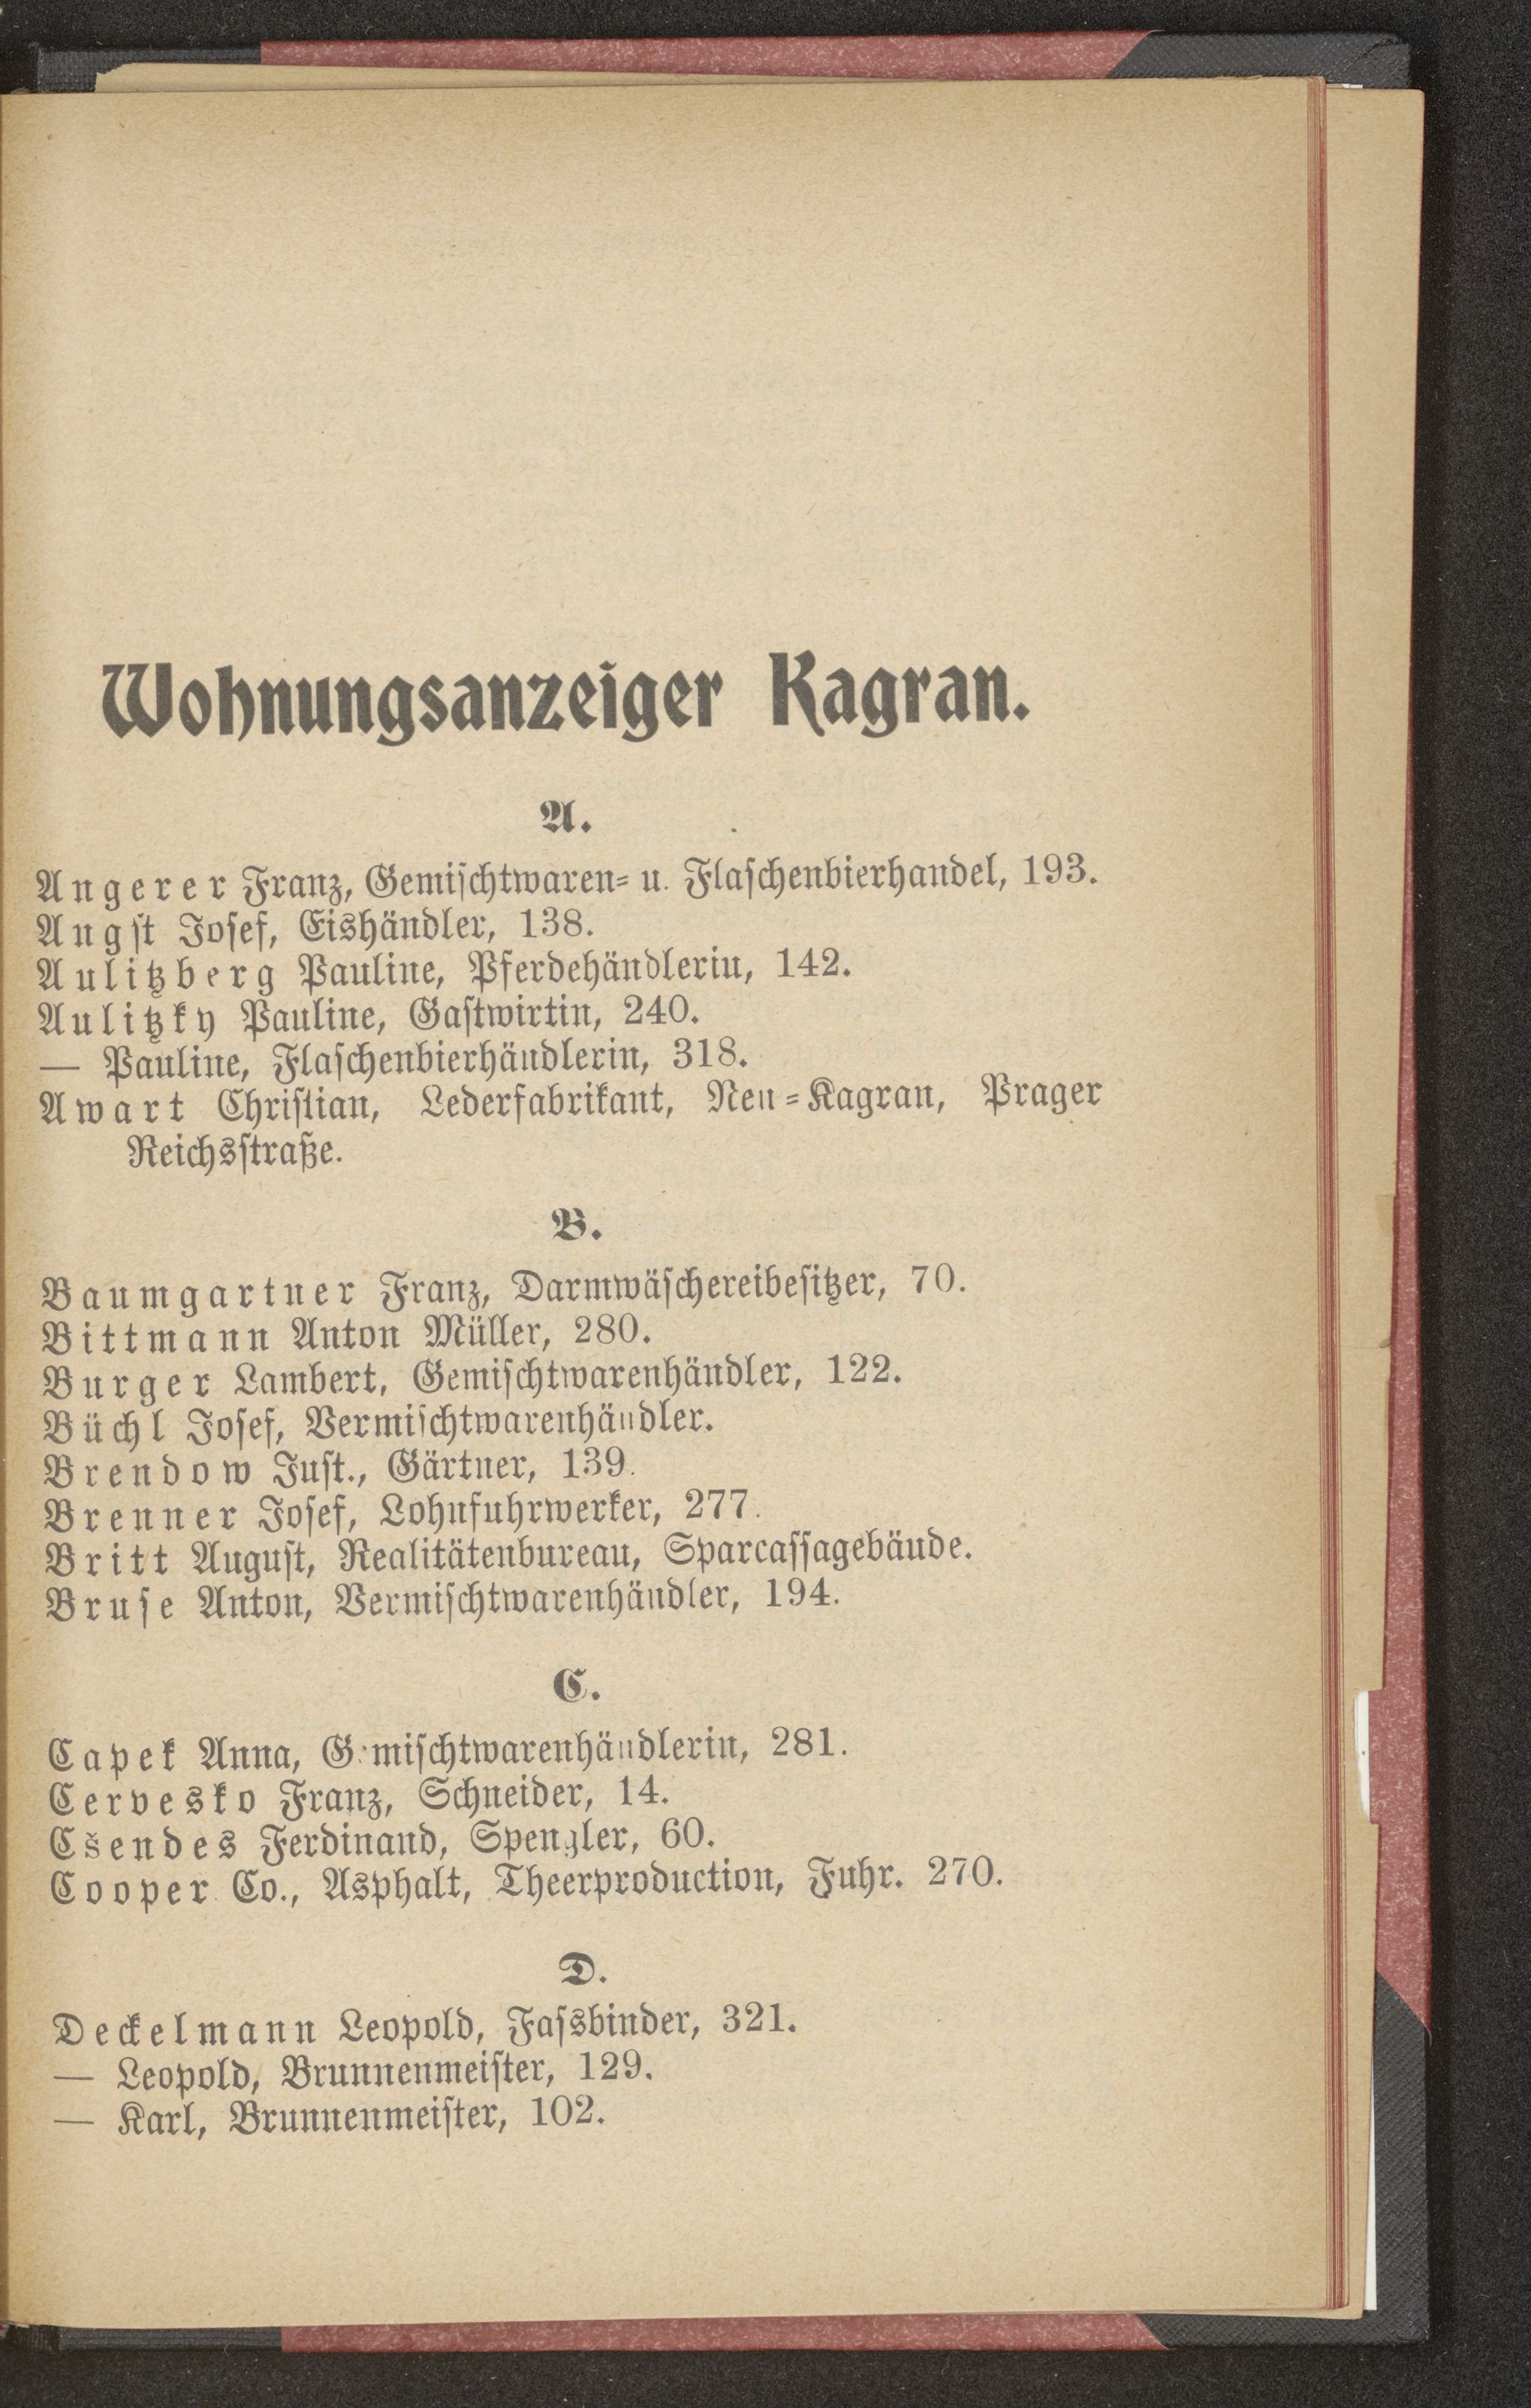 Wohnungsanzeiger Kagran.
A.
Angerer Franz, Gemischtwaren- u. Flaschenbierhandel, 193.
Angst Josef, Eishändler, 138.
Aulitzberg Pauline, Pferdehändlerin, 142.
Aulitzky Pauline, Gastwirtin, 240.
— Pauline, Flaschenbierhändlerin, 318.
Awart Christian, Lederfabrikant, Neu-Kagran, Prager
Reichsstraße.
B.
Baumgartner Franz, Darmwäschereibesitzer, 70.
Bittmann Anton Müller, 280.
Burger Lambert, Gemischtwarenhändler, 122.
Büchl Josef, Vermischtwarenhändler.
Brendow Just., Gärtner, 139.
Brenner Josef, Lohnfuhrwerker, 277.
Britt August, Realitätenbureau, Sparcassagebäude.
Bruse Anton, Vermischtwarenhändler, 194.
C.
Capek Anna, Gemischtwarenhändlerin, 281.
Cervesko Franz, Schneider, 14.
Cšendes Ferdinand, Spengler, 60.
Cooper Co., Asphalt, Theerproduction, Fuhr. 270.
D.
Deckelmann Leopold, Fassbinder, 321.
— Leopold, Brunnenmeister, 129.
— Karl, Brunnenmeister, 102.